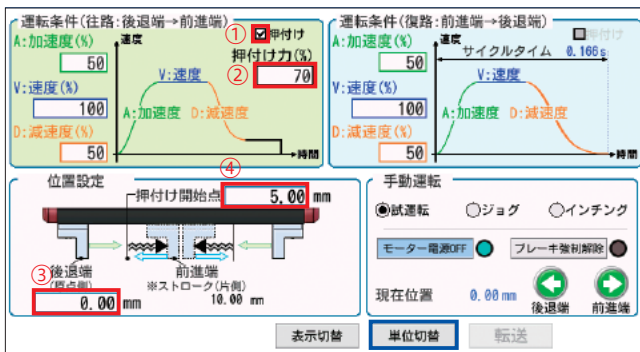 運転条件(往路:後退端→前進端)
A:加速度(%)
50
V:速度(%)
100
D:減速度(%)
50
速度
① 押付け
押付け力(%)
② 70
V:速度
A:加速度 D:減速度
時間
運転条件(復路:前進端→後退端)
A:加速度(%)
50
V:速度(%)
100
D:減速度(%)
50
速度
押付け
サイクルタイム 0.166s
V:速度
A:加速度 D:減速度
時間
位置設定
④
押付け開始点 5.00 mm
後退端
(原点側)
③ 0.00 mm
前進端
※ストローク(片側)
10.00 mm
手動運転
試運転 ジョグ インチング
モーター電源OFF ブレーキ強制解除
現在位置 0.00 mm
後退端 前進端
表示切替 単位切替 転送